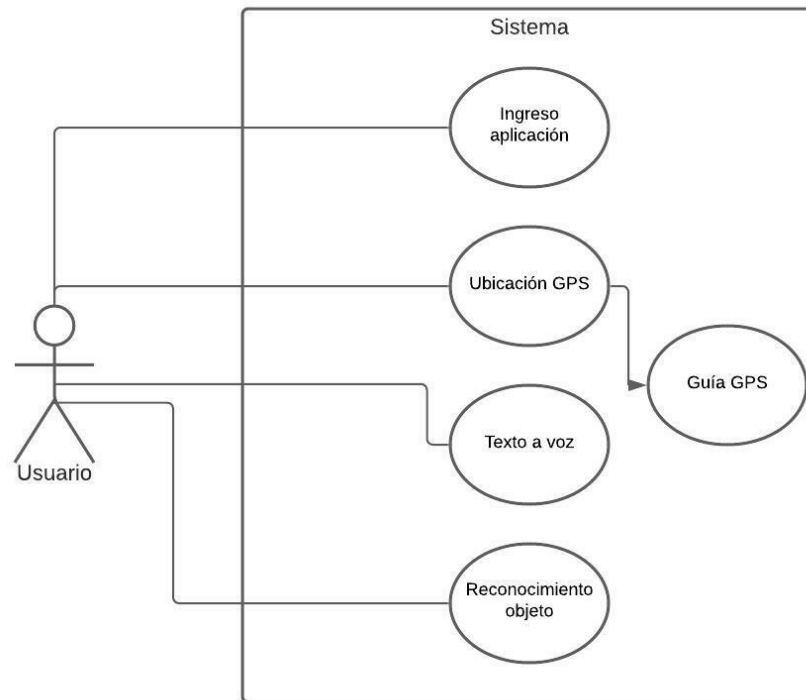 Sistema
Ingreso
aplicación
Ubicación GPS
Guía GPS
Texto a voz
Usuario
Reconocimiento
objeto